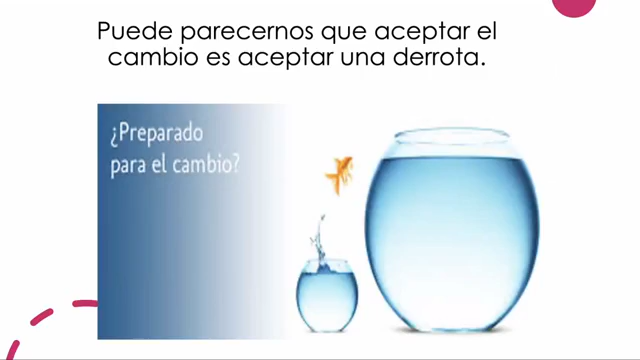 Puede parecernos que aceptar el
cambio es aceptar una derrota.
¿Preparado
para el cambio?